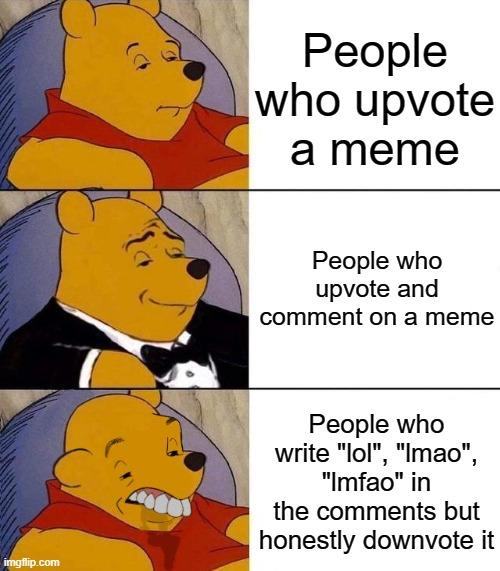 People
who upvote
a meme
People who
upvote and
comment on a meme
People who
write "lol", "lmao",
"lmfao" in
the comments but
honestly downvote it
imgflip.com